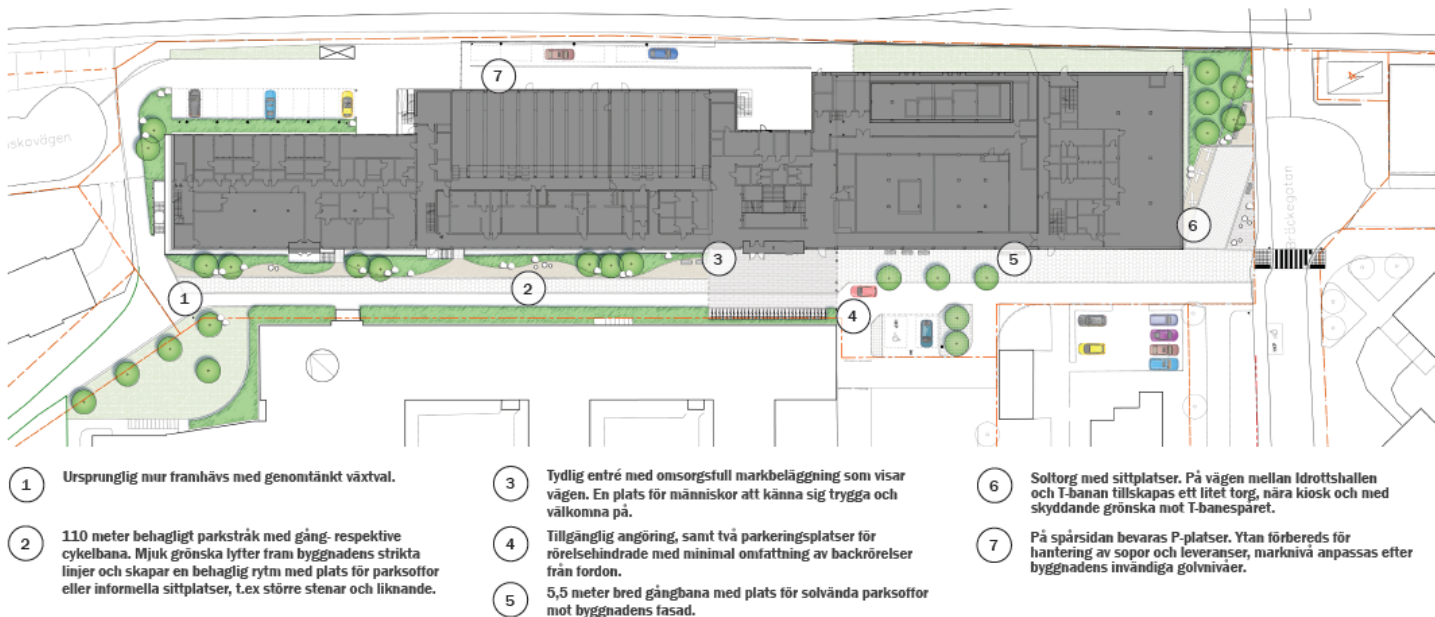 7
skovägen
6
Bräckegatan
3
5
2
1
4
1
Ursprunglig mur framhävs med genomtänkt växtval.
2
110 meter behagligt parkstråk med gång- respektive
cykelbana. Mjuk grönska lyfter fram byggnadens strikta
linjer och skapar en behaglig rytm med plats för parksoffor
eller informella sittplatser, t.ex större stenar och liknande.
3
Tydlig entré med omsorgsfull markbeläggning som visar
vägen. En plats för människor att känna sig trygga och
välkomna på.
4
Tillgänglig angöring, samt två parkeringsplatser för
rörelsehindrade med minimal omfattning av backrörelser
från fordon.
5
5,5 meter bred gångbana med plats för solvända parksoffor
mot byggnadens fasad.
6
Soltorg med sittplatser. På vägen mellan Idrottshallen
och T-banan tillskapas ett litet torg, nära kiosk och med
skyddande grönska mot T-banespåret.
7
På spårsidan bevaras P-platser. Ytan förbereds för
hantering av sopor och leveranser, marknivå anpassas efter
byggnadens invändiga golvnivåer.